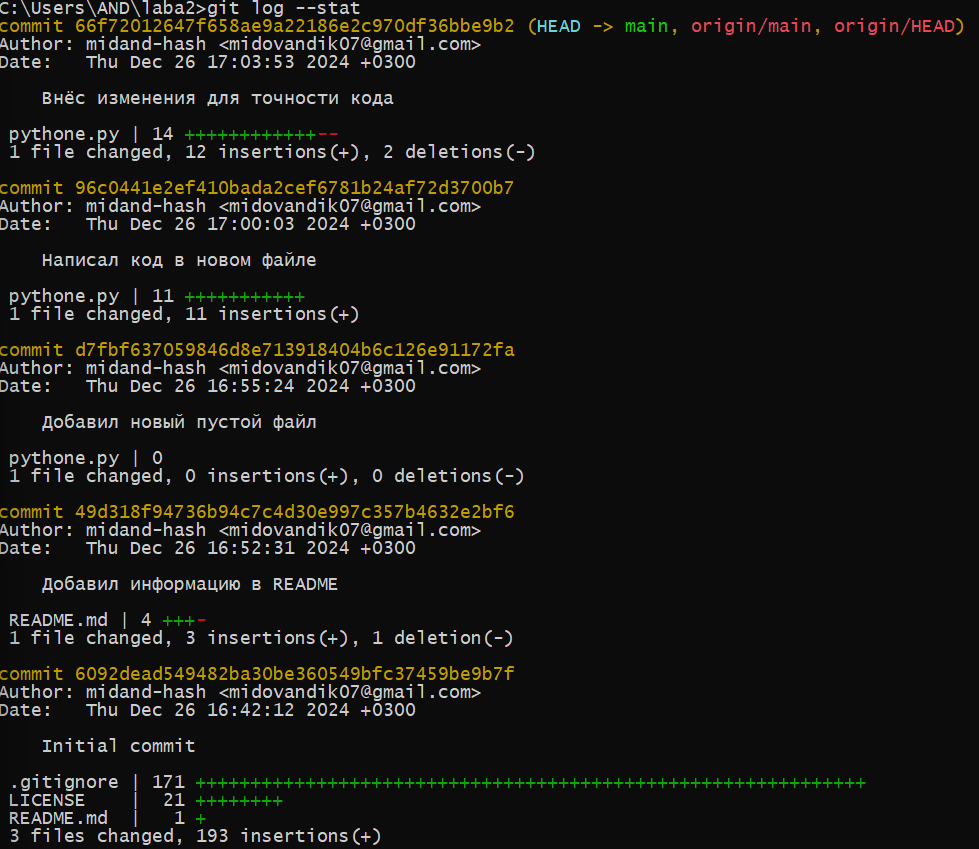 C:\Users\AND\laba2>git log --stat
commit 66f72012647f658ae9a22186e2c970df36bbe9b2 (HEAD -> main, origin/main, origin/HEAD)
Author: midand-hash <midovandik07@gmail.com>
Date:   Thu Dec 26 17:03:53 2024 +0300
    Внёс изменения для точности кода
 pythone.py | 14 ++++++++++++--
 1 file changed, 12 insertions(+), 2 deletions(-)
commit 96c0441e2ef410bada2cef6781b24af72d3700b7
Author: midand-hash <midovandik07@gmail.com>
Date:   Thu Dec 26 17:00:03 2024 +0300
    Написал код в новом файле
 pythone.py | 11 +++++++++++
 1 file changed, 11 insertions(+)
commit d7fbf637059846d8e713918404b6c126e91172fa
Author: midand-hash <midovandik07@gmail.com>
Date:   Thu Dec 26 16:55:24 2024 +0300
    Добавил новый пустой файл
 pythone.py | 0
 1 file changed, 0 insertions(+), 0 deletions(-)
commit 49d318f94736b94c7c4d30e997c357b4632e2bf6
Author: midand-hash <midovandik07@gmail.com>
Date:   Thu Dec 26 16:52:31 2024 +0300
    Добавил информацию в README
 README.md | 4 +++-
 1 file changed, 3 insertions(+), 1 deletion(-)
commit 6092dead549482ba30be360549bfc37459be9b7f
Author: midand-hash <midovandik07@gmail.com>
Date:   Thu Dec 26 16:42:12 2024 +0300
    Initial commit
 .gitignore | 171 +++++++++++++++++++++++++++++++++++++++++++++++++++++++++++++
 LICENSE    |  21 ++++++++
 README.md  |   1 +
 3 files changed, 193 insertions(+)